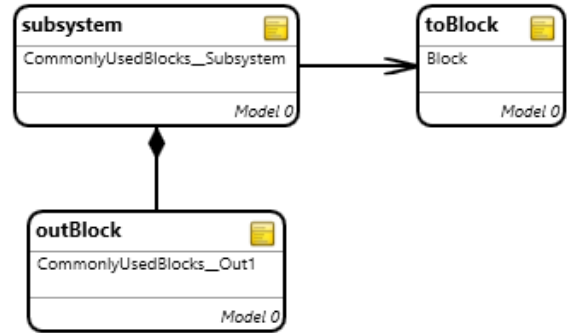 subsystem
CommonlyUsedBlocks__Subsystem
Model 0
toBlock
Block
Model 0
outBlock
CommonlyUsedBlocks__Out1
Model 0